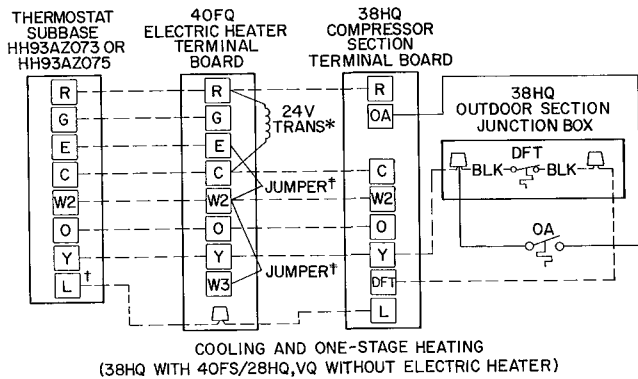 THERMOSTAT
SUBBASE
HH93AZ073 OR
HH93AZ075
40FQ
ELECTRIC HEATER
TERMINAL
BOARD
38HQ
COMPRESSOR
SECTION
TERMINAL BOARD
38HQ
OUTDOOR SECTION
JUNCTION BOX
R
G
E
C
W2
O
Y
L †
R
G
E
C
W2
O
Y
W3
24V
TRANS*
JUMPER†
JUMPER†
R
OA
C
W2
O
Y
DFT
L
DFT
BLK BLK
OA
COOLING AND ONE-STAGE HEATING
(38HQ WITH 40FS/28HQ,VQ WITHOUT ELECTRIC HEATER)